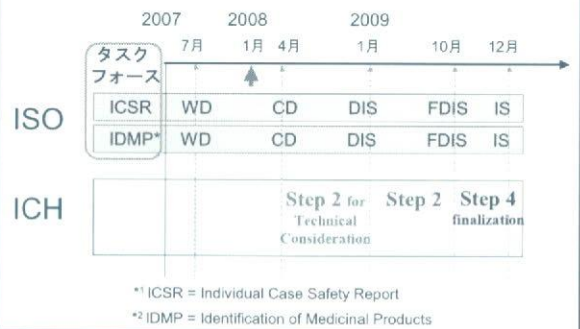 2007 2008 2009
7月 1月 4月 1月 10月 12月
タスク
フォース
ISO
ICSR WD CD DIS FDIS IS
IDMP* WD CD DIS FDIS IS
ICH
Step 2 for Step 2 Step 4
Technical finalization
Consideration
*1 ICSR = Individual Case Safety Report
*2 IDMP = Identification of Medicinal Products